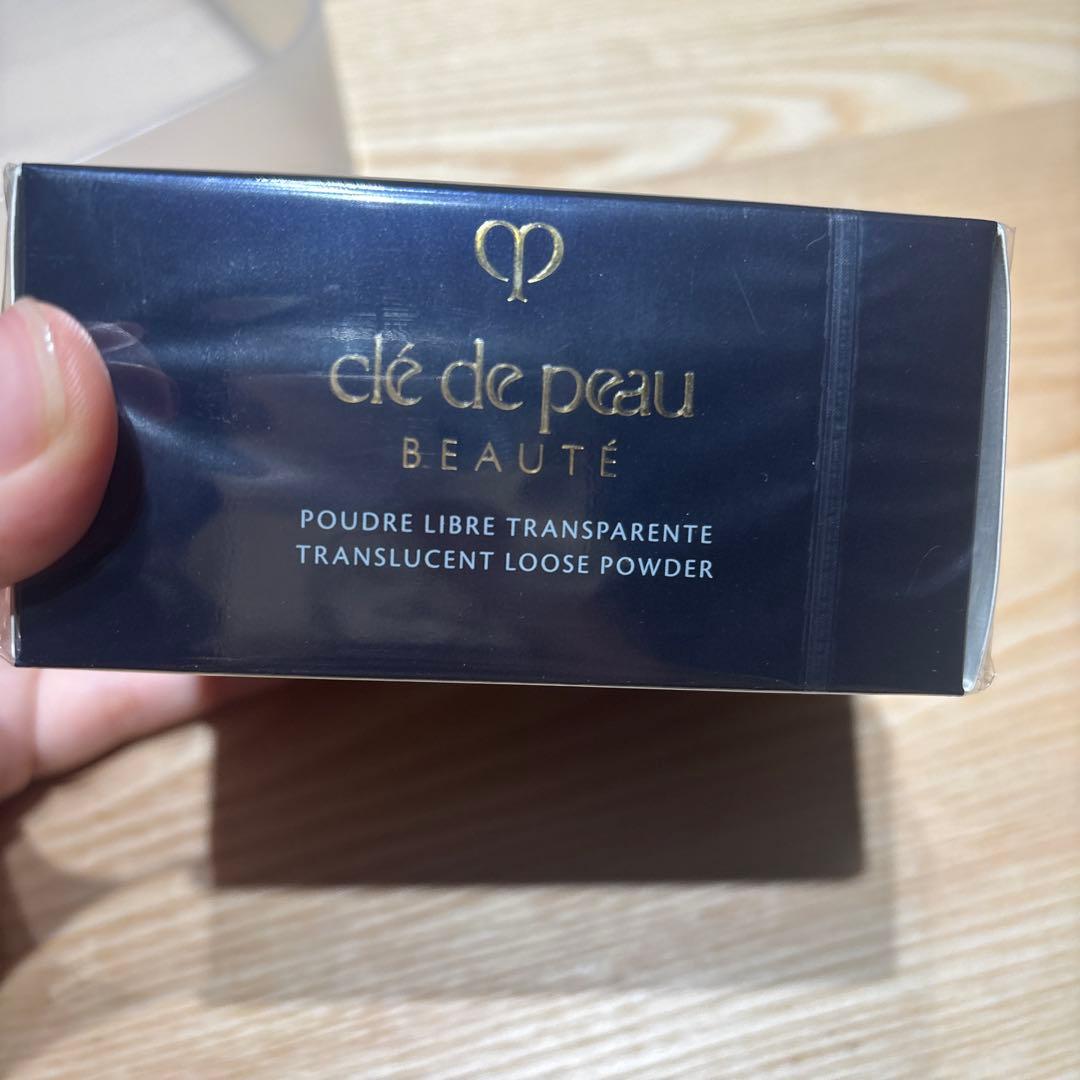 clé de peau
BEAUTÉ
POUDRE LIBRE TRANSPARENTE
TRANSLUCENT LOOSE POWDER